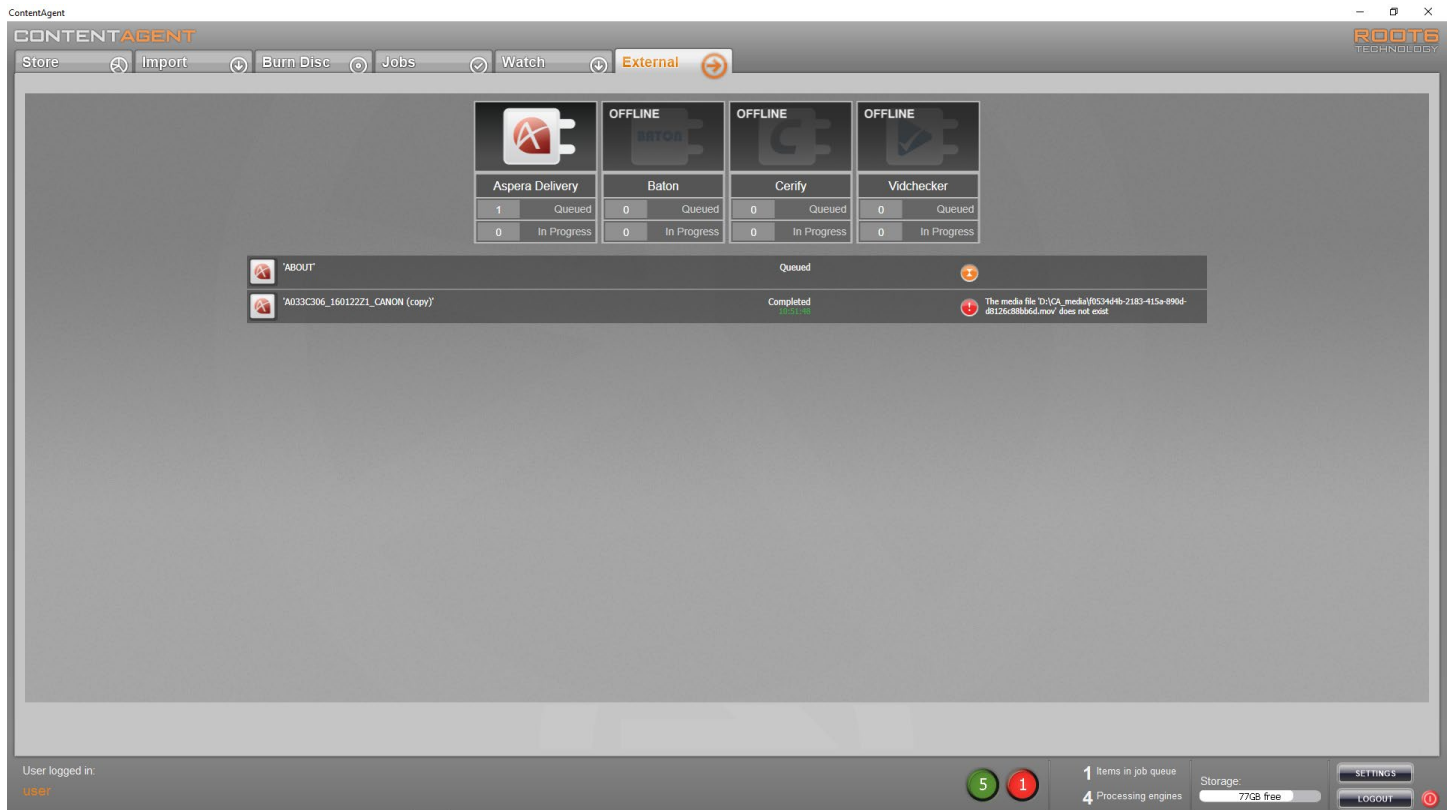 ContentAgent
CONTENTAGENT
ROOT6
TECHNOLOGY
Store Import Burn Disc Jobs Watch External
OFFLINE OFFLINE OFFLINE
BATON
Aspera Delivery Baton Cerify Vidchecker
1 Queued 0 Queued 0 Queued 0 Queued
0 In Progress 0 In Progress 0 In Progress 0 In Progress
'ABOUT' Queued
'A033C306_160122Z1_CANON (copy)' Completed The media file 'D:\CA_media\f0534d4b-2183-415a-890d-
10:51:48 d8126c88bb6d.mov' does not exist
User logged in:
user
5 1
1 Items in job queue
4 Processing engines
Storage:
77GB free
SETTINGS
LOGOUT